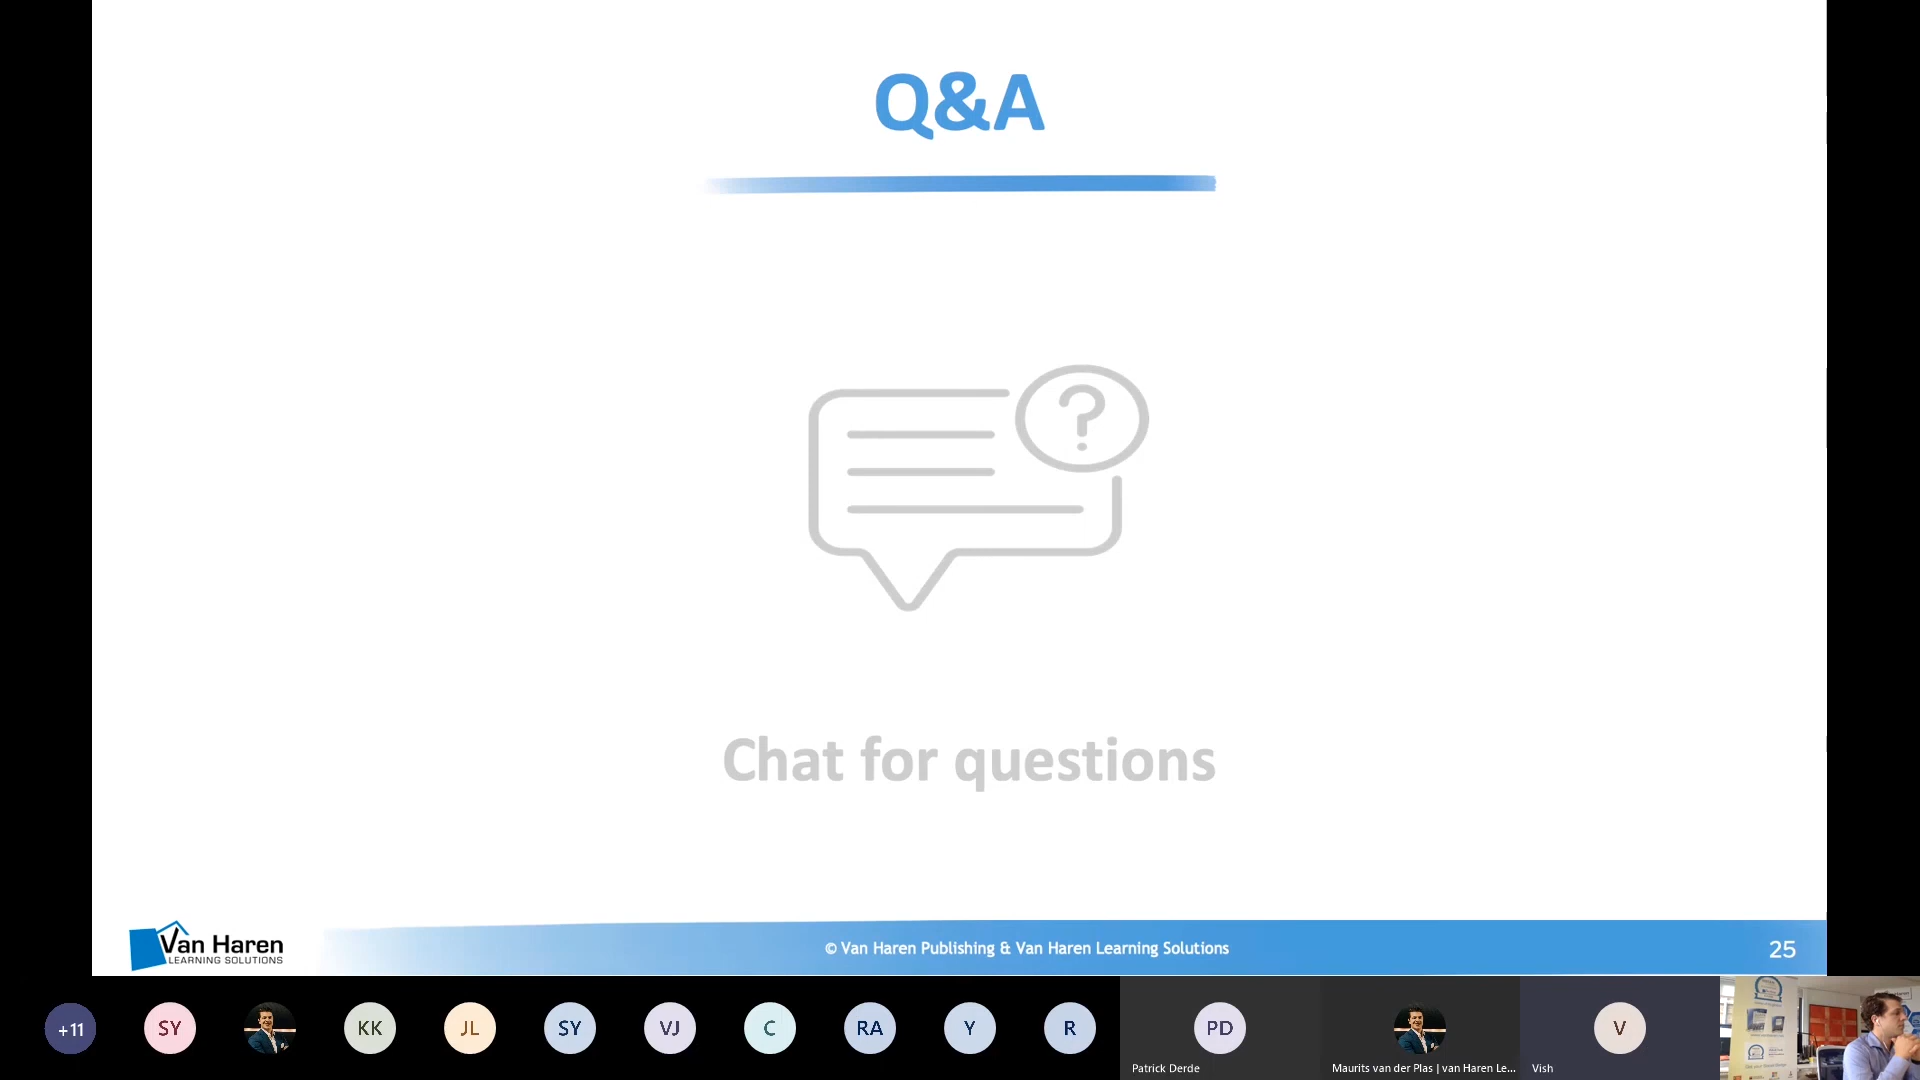 Q&A
?
Chat for questions
Van Haren
LEARNING SOLUTIONS
© Van Haren Publishing & Van Haren Learning Solutions
25
+11
SY
KK
JL
SY
VJ
C
RA
Y
R
PD
V
Patrick Derde
Maurits van der Plas | van Haren Le...
Vish